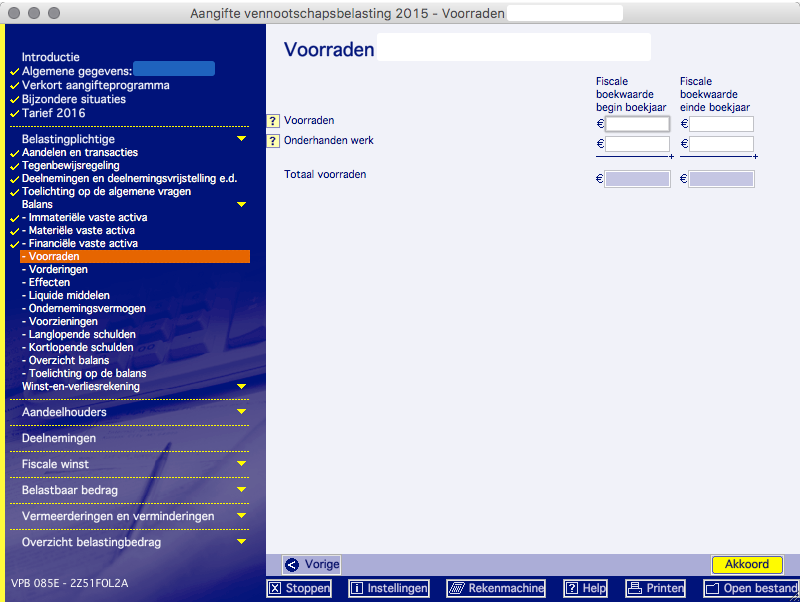 Aangifte vennootschapsbelasting 2015 - Voorraden
Introductie
Algemene gegevens:
Verkort aangifteprogramma
Bijzondere situaties
Tarief 2016
Belastingplichtige
Aandelen en transacties
Tegenbewijsregeling
Deelnemingen en deelnemingsvrijstelling e.d.
Toelichting op de algemene vragen
Balans
- Immateriële vaste activa
- Materiële vaste activa
- Financiële vaste activa
- Voorraden
- Vorderingen
- Effecten
- Liquide middelen
- Ondernemingsvermogen
- Voorzieningen
- Langlopende schulden
- Kortlopende schulden
- Overzicht balans
- Toelichting op de balans
Winst-en-verliesrekening
Aandeelhouders
Deelnemingen
Fiscale winst
Belastbaar bedrag
Vermeerderingen en verminderingen
Overzicht belastingbedrag
VPB 085E - 2Z51FOL2A
Voorraden
Fiscale boekwaarde begin boekjaar
Fiscale boekwaarde einde boekjaar
? Voorraden € €
? Onderhanden werk € €
+ +
Totaal voorraden € €
Vorige
Akkoord
Stoppen
Instellingen
Rekenmachine
? Help
Printen
Open bestand